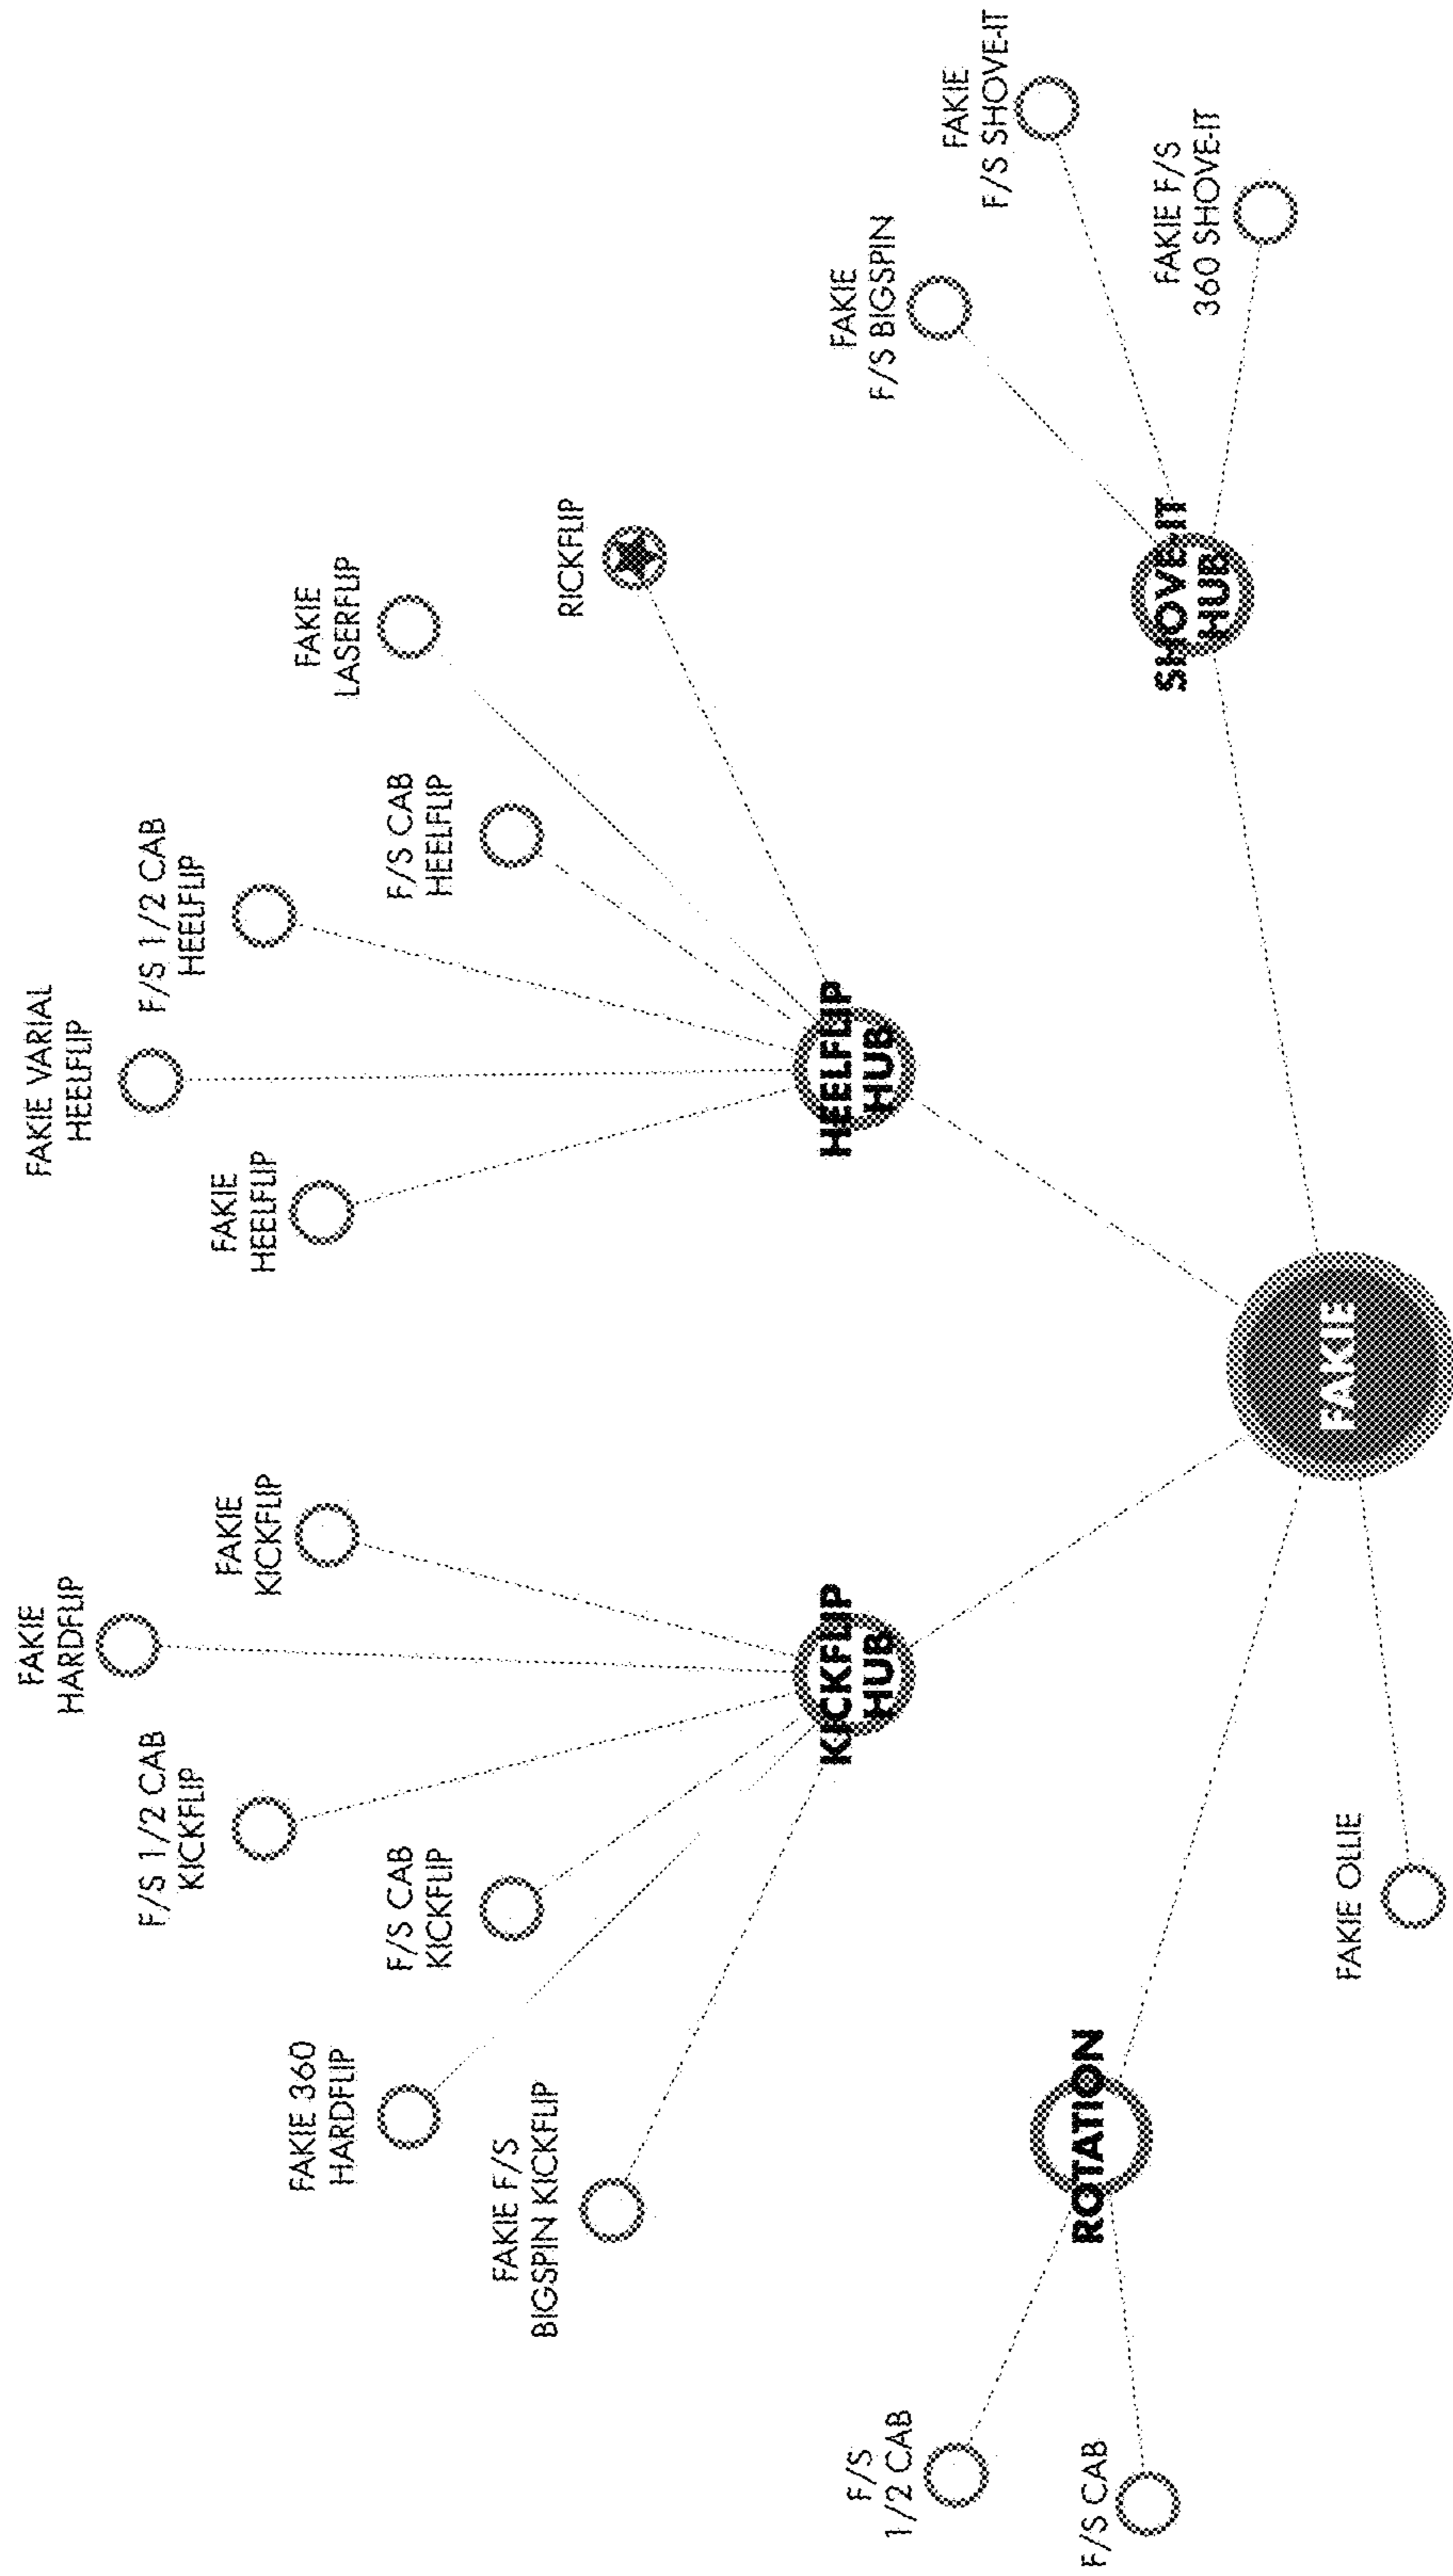 F/S
1/2 CAB
F/S CAB
ROTATION
FAKIE OLLIE
FAKIE F/S
BIGSPIN KICKFLIP
FAKIE 360
HARDFLIP
F/S CAB
KICKFLIP
F/S 1/2 CAB
KICKFLIP
FAKIE
HARDFLIP
FAKIE
KICKFLIP
KICKFLIP
HUB
FAKIE
FAKIE
HEELFLIP
FAKIE VARIAL
HEELFLIP
F/S 1/2 CAB
HEELFLIP
F/S CAB
HEELFLIP
FAKIE
LASERFLIP
RICKFLIP
HEELFLIP
HUB
SHOVE-IT
HUB
FAKIE
F/S BIGSPIN
FAKIE
F/S SHOVE-IT
FAKIE F/S
360 SHOVE-IT